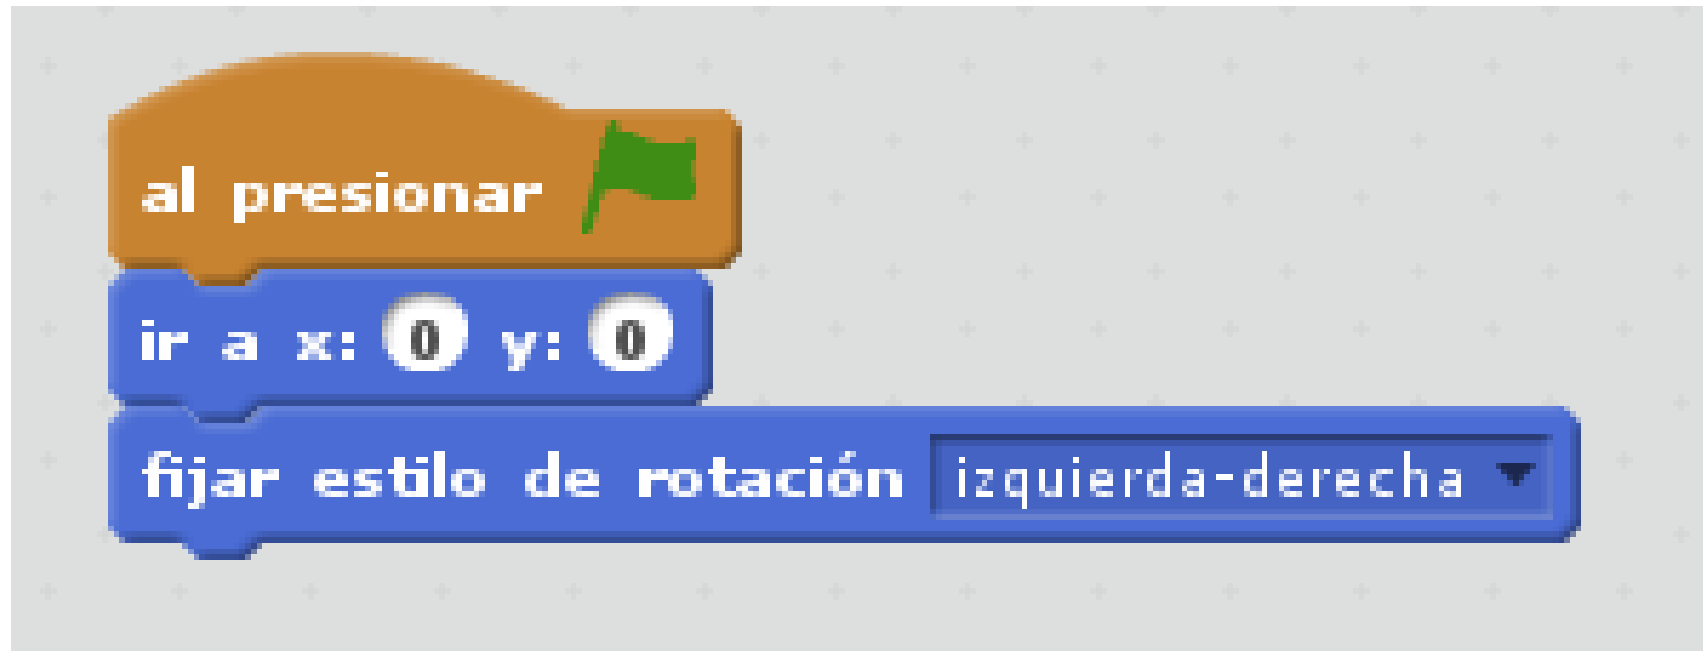 al presionar
ir a x: 0 y: 0
fijar estilo de rotación izquierda-derecha